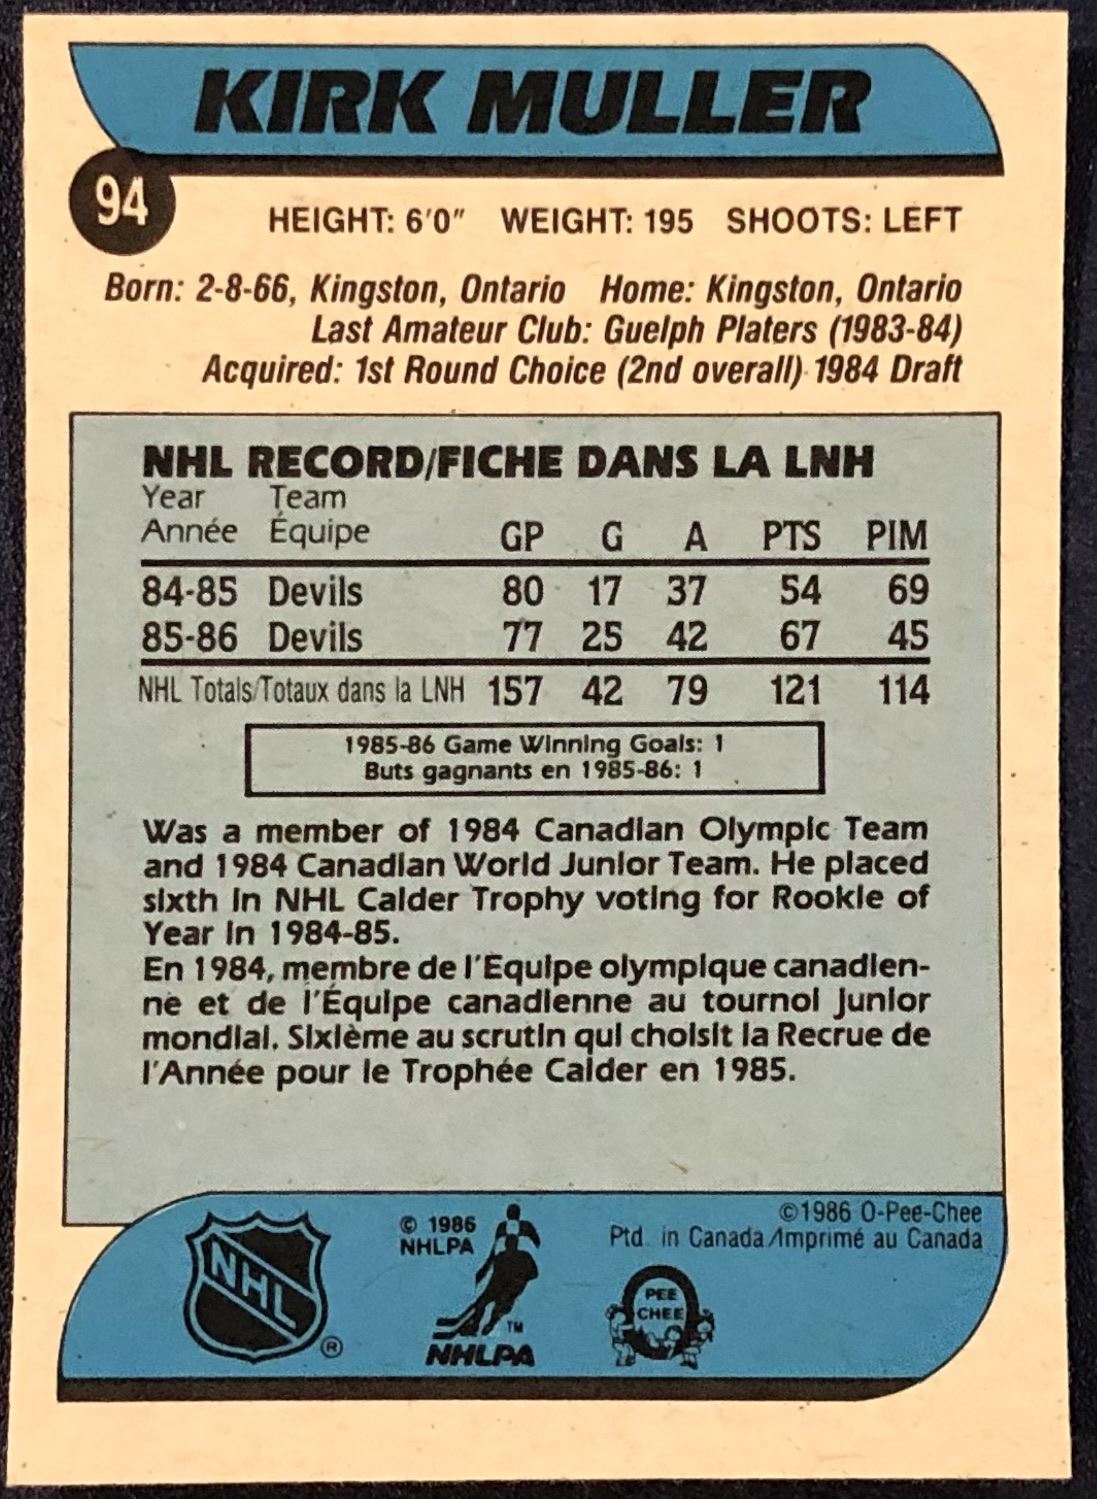 KIRK MULLER
94
HEIGHT: 6'0" WEIGHT: 195 SHOOTS: LEFT
Born: 2-8-66, Kingston, Ontario Home: Kingston, Ontario
Last Amateur Club: Guelph Platers (1983-84)
Acquired: 1st Round Choice (2nd overall) 1984 Draft
NHL RECORD/FICHE DANS LA LNH
Year Team
Année Équipe GP G A PTS PIM
84-85 Devils 80 17 37 54 69
85-86 Devils 77 25 42 67 45
NHL Totals/Totaux dans la LNH 157 42 79 121 114
1985-86 Game Winning Goals: 1
Buts gagnants en 1985-86: 1
Was a member of 1984 Canadian Olympic Team
and 1984 Canadian World Junior Team. He placed
sixth in NHL Calder Trophy voting for Rookie of
Year in 1984-85.
En 1984, membre de l'Équipe olympique canadien-
ne et de l'Équipe canadienne au tournoi junior
mondial. Sixième au scrutin qui choisit la Recrue de
l'Année pour le Trophée Calder en 1985.
NHL ®
© 1986
NHLPA
TM
NHLPA
©1986 O-Pee-Chee
Ptd. in Canada/Imprimé au Canada
PEE
CHEE